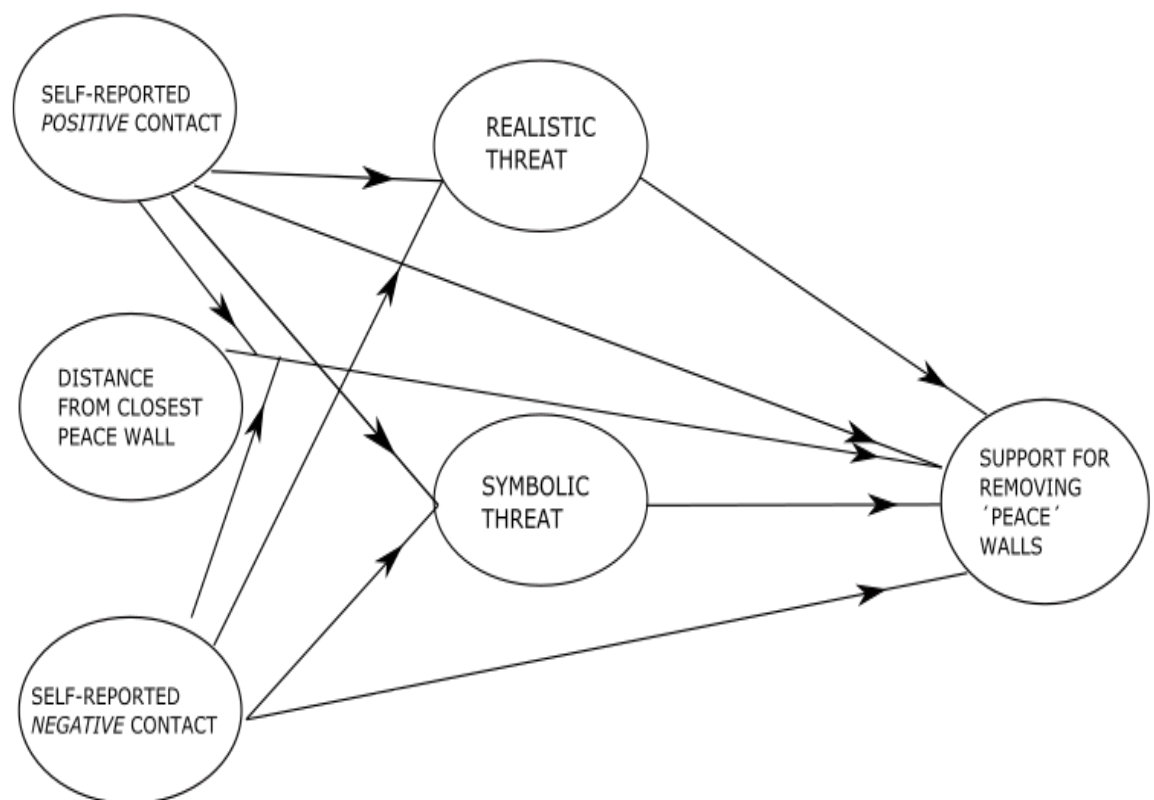 SELF-REPORTED
POSITIVE CONTACT
REALISTIC
THREAT
DISTANCE
FROM CLOSEST
PEACE WALL
SYMBOLIC
THREAT
SUPPORT FOR
REMOVING
´PEACE´
WALLS
SELF-REPORTED
NEGATIVE CONTACT